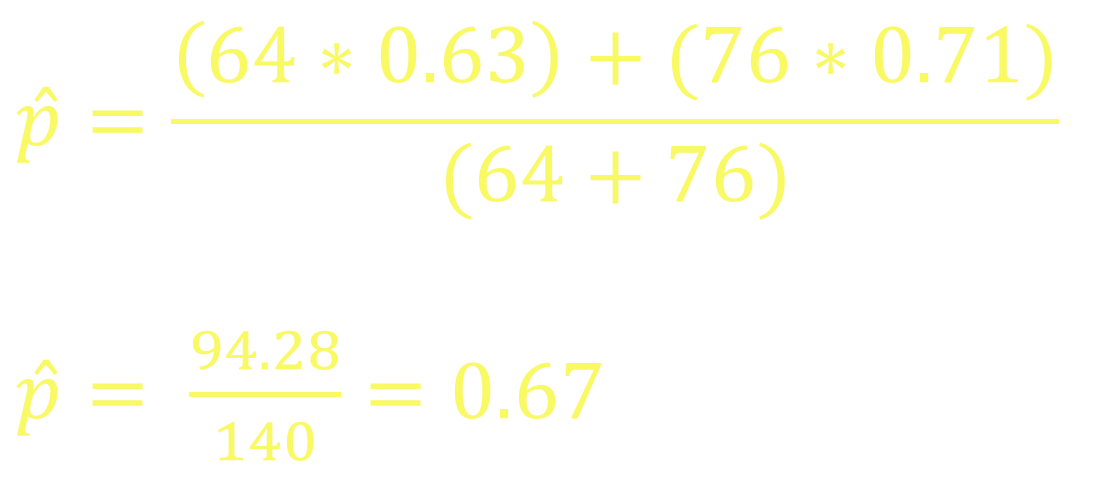 p̂ = (64 * 0.63) + (76 * 0.71) / (64 + 76)
p̂ = 94.28 / 140 = 0.67